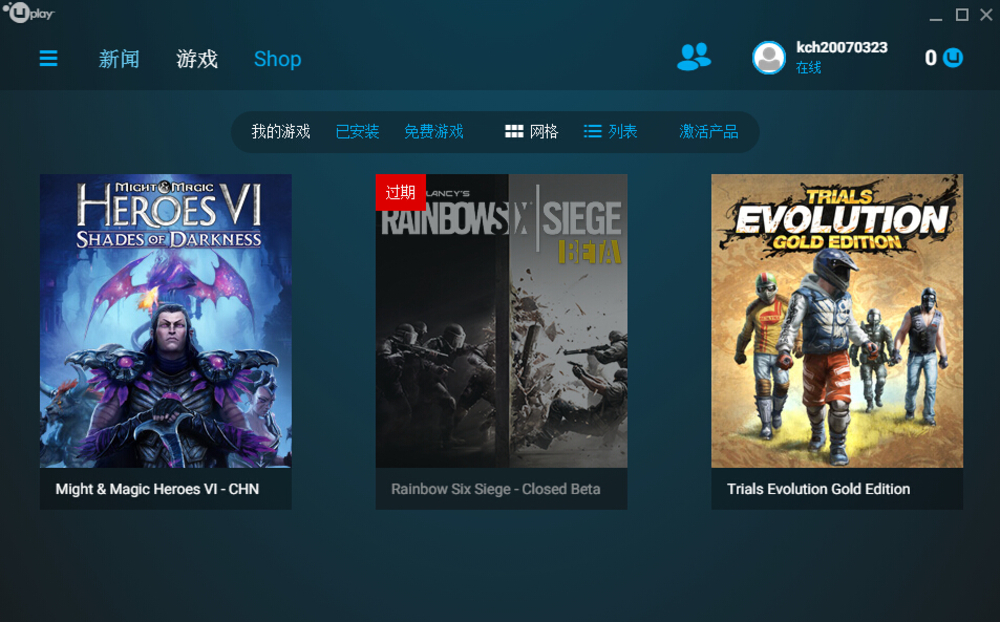 uplay
新闻 游戏 Shop
kch20070323
在线
0
我的游戏 已安装 免费游戏 网格 列表 激活产品
MIGHT & MAGIC
HEROES VI
SHADES OF DARKNESS
过期
LANCY'S
RAINBOWSIX SIEGE
BETA
TRIALS
EVOLUTION
GOLD EDITION
Might & Magic Heroes VI - CHN
Rainbow Six Siege - Closed Beta
Trials Evolution Gold Edition